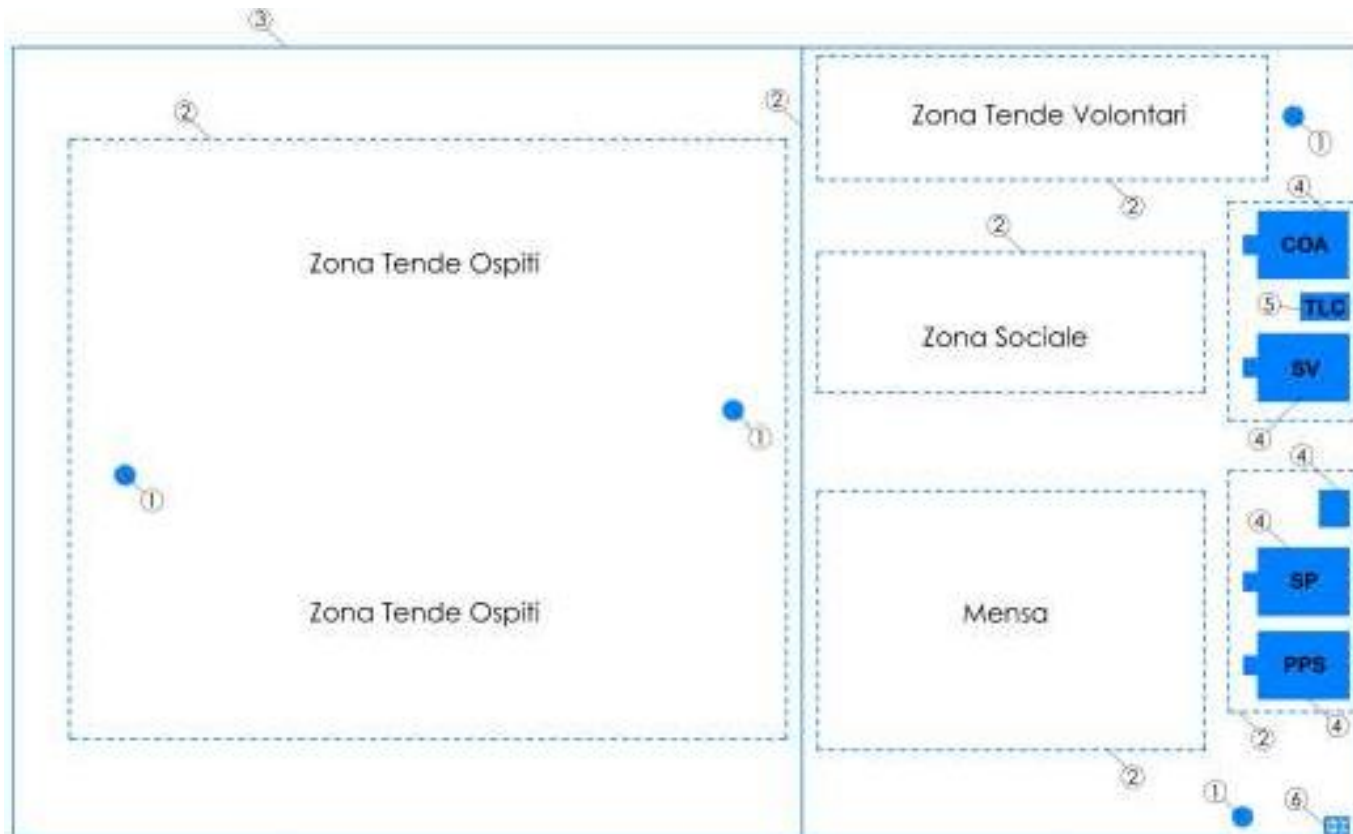 ③
②
②
Zona Tende Volontari
①
②
④
COA
②
Zona Tende Ospiti
⑤
TLC
Zona Sociale
SV
④
①
④
①
④
SP
Zona Tende Ospiti
Mensa
PPS
④
②
②
①
⑥